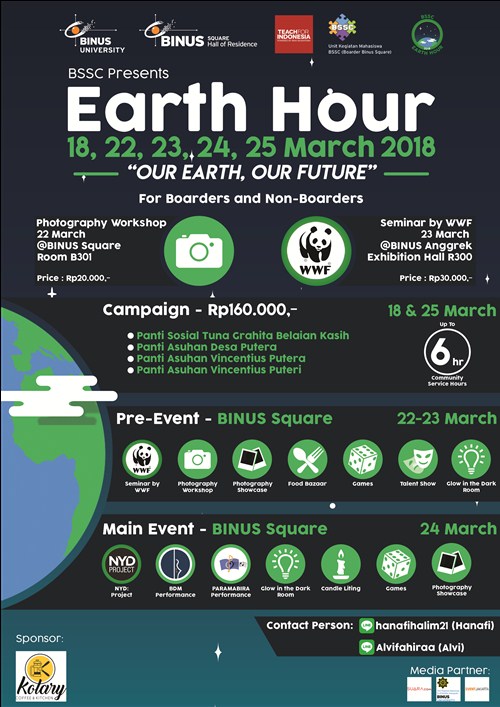 BINUS UNIVERSITY
BINUS SQUARE
Hall of Residence
TEACH FOR INDONESIA
BSSC
Unit Kegiatan Mahasiswa
BSSC (Boarder Binus Square)
BSSC
EARTH HOUR
BSSC Presents
Earth Hour
18, 22, 23, 24, 25 March 2018
“OUR EARTH, OUR FUTURE”
For Boarders and Non-Boarders
Photography Workshop
22 March
@BINUS Square
Room B301
Price : Rp20.000,-
WWF
Seminar by WWF
23 March
@BINUS Anggrek
Exhibition Hall R300
Price : Rp30.000,-
Campaign - Rp160.000,-
18 & 25 March
Panti Sosial Tuna Grahita Belaian Kasih
Panti Asuhan Desa Putera
Panti Asuhan Vincentius Putera
Panti Asuhan Vincentius Puteri
Up To
6 hr
Community
Service Hours
Pre-Event - BINUS Square
22-23 March
WWF
Seminar by WWF
Photography Workshop
Photography Showcase
Food Bazaar
Games
Talent Show
Glow in the Dark Room
Main Event - BINUS Square
24 March
NYD PROJECT
NYD: Project
BDM Performance
PARAMABIRA Performance
Glow in the Dark Room
Candle Liting
Games
Photography Showcase
Contact Person:
hanafihalim21 (Hanafi)
Alvifahiraa (Alvi)
Sponsor:
Kolary
COFFEE & KITCHEN
Media Partner:
BINUS